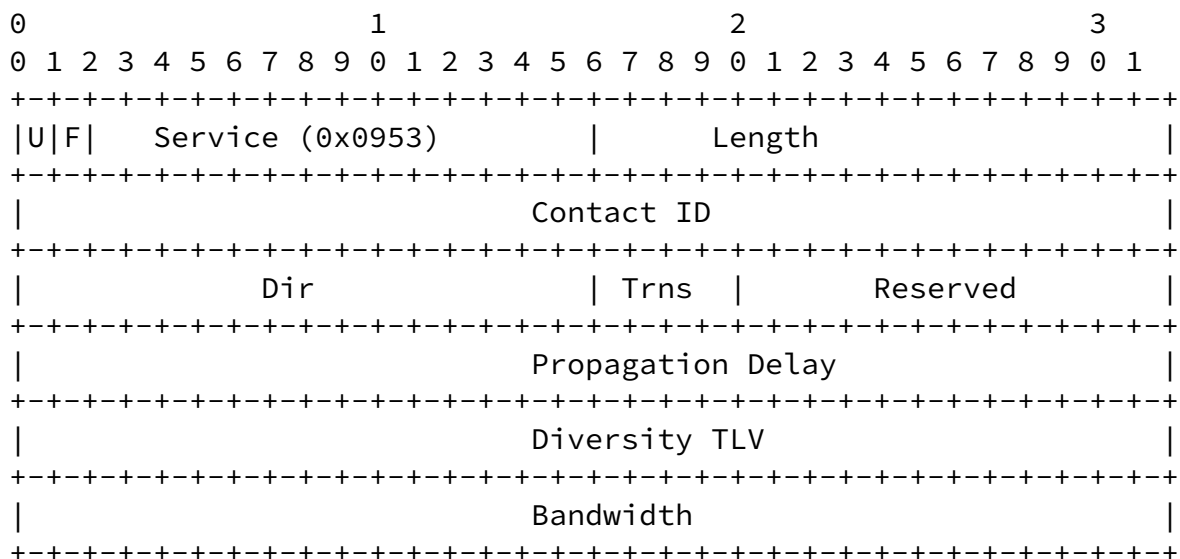 0                   1                   2                   3
0 1 2 3 4 5 6 7 8 9 0 1 2 3 4 5 6 7 8 9 0 1 2 3 4 5 6 7 8 9 0 1
+-+-+-+-+-+-+-+-+-+-+-+-+-+-+-+-+-+-+-+-+-+-+-+-+-+-+-+-+-+-+-+-+
|U|F|   Service (0x0953)        |      Length                   |
+-+-+-+-+-+-+-+-+-+-+-+-+-+-+-+-+-+-+-+-+-+-+-+-+-+-+-+-+-+-+-+-+
|                            Contact ID                         |
+-+-+-+-+-+-+-+-+-+-+-+-+-+-+-+-+-+-+-+-+-+-+-+-+-+-+-+-+-+-+-+-+
|             Dir               | Trns  |       Reserved        |
+-+-+-+-+-+-+-+-+-+-+-+-+-+-+-+-+-+-+-+-+-+-+-+-+-+-+-+-+-+-+-+-+
|                            Propagation Delay                  |
+-+-+-+-+-+-+-+-+-+-+-+-+-+-+-+-+-+-+-+-+-+-+-+-+-+-+-+-+-+-+-+-+
|                            Diversity TLV                      |
+-+-+-+-+-+-+-+-+-+-+-+-+-+-+-+-+-+-+-+-+-+-+-+-+-+-+-+-+-+-+-+-+
|                            Bandwidth                          |
+-+-+-+-+-+-+-+-+-+-+-+-+-+-+-+-+-+-+-+-+-+-+-+-+-+-+-+-+-+-+-+-+